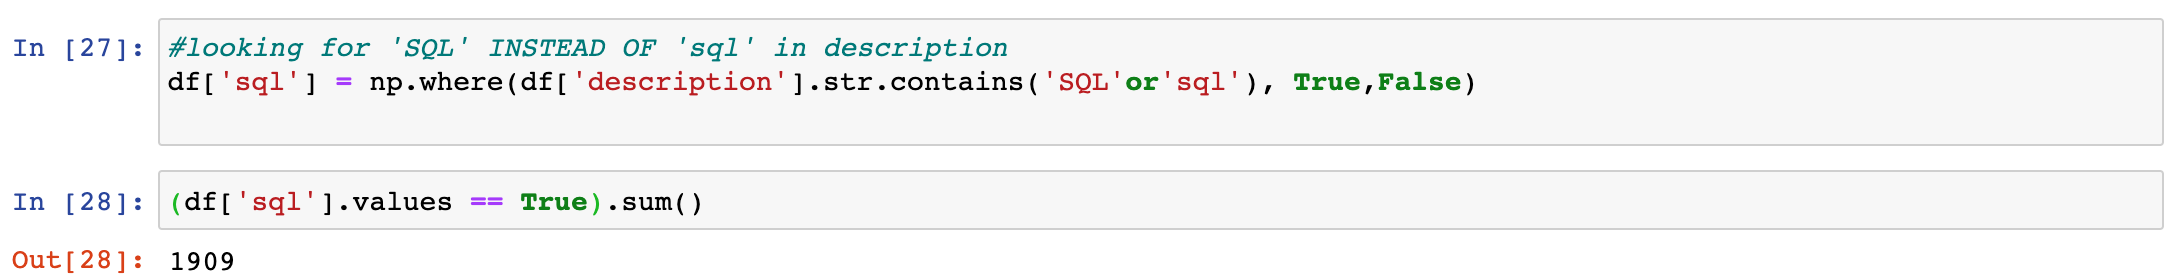 In [27]: #looking for 'SQL' INSTEAD OF 'sql' in description
df['sql'] = np.where(df['description'].str.contains('SQL'or'sql'), True,False)
In [28]: (df['sql'].values == True).sum()
Out[28]: 1909